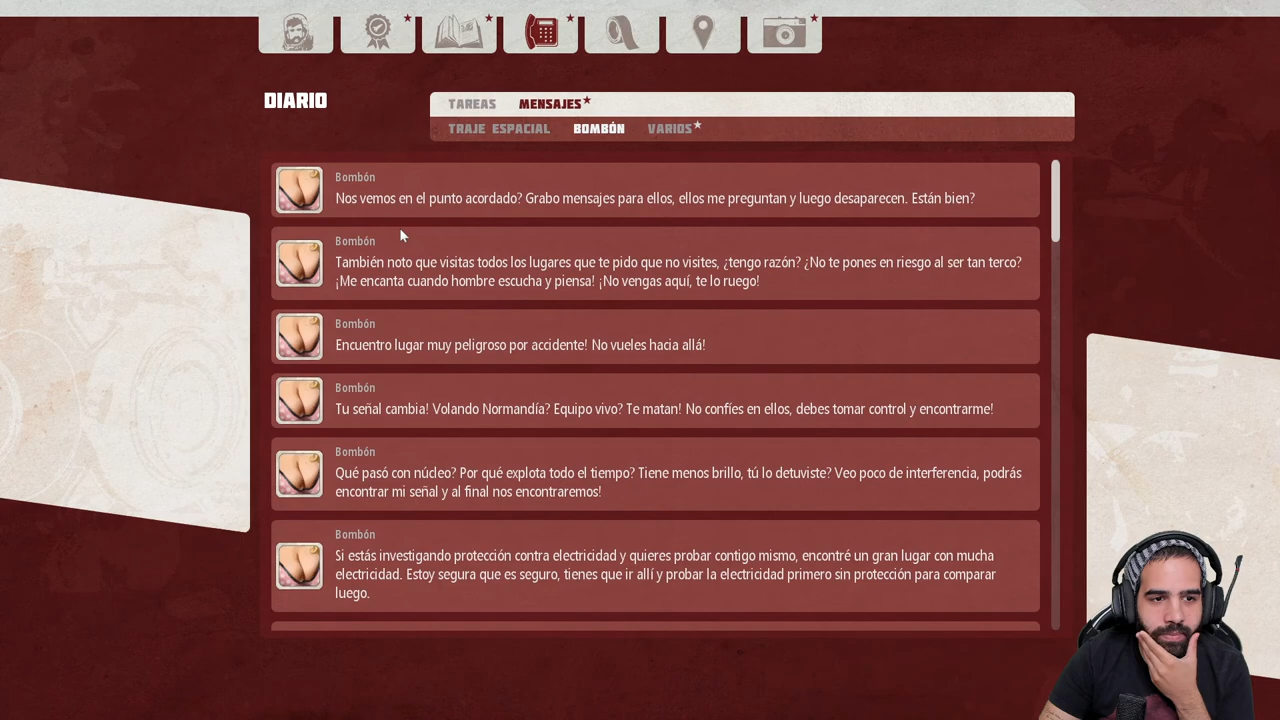 DIARIO
TAREAS MENSAJES
TRAJE ESPACIAL BOMBÓN VARIOS
Bombón
Nos vemos en el punto acordado? Grabo mensajes para ellos, ellos me preguntan y luego desaparecen. Están bien?
Bombón
También noto que visitas todos los lugares que te pido que no visites, ¿tengo razón? ¿No te pones en riesgo al ser tan terco?
¡Me encanta cuando hombre escucha y piensa! ¡No vengas aquí, te lo ruego!
Bombón
Encuentro lugar muy peligroso por accidente! No vueles hacia allá!
Bombón
Tu señal cambia! Volando Normandía? Equipo vivo? Te matan! No confíes en ellos, debes tomar control y encontrarme!
Bombón
Qué pasó con núcleo? Por qué explota todo el tiempo? Tiene menos brillo, tú lo detuviste? Veo poco de interferencia, podrás
encontrar mi señal y al final nos encontraremos!
Bombón
Si estás investigando protección contra electricidad y quieres probar contigo mismo, encontré un gran lugar con mucha
electricidad. Estoy segura que es seguro, tienes que ir allí y probar la electricidad primero sin protección para comparar
luego.